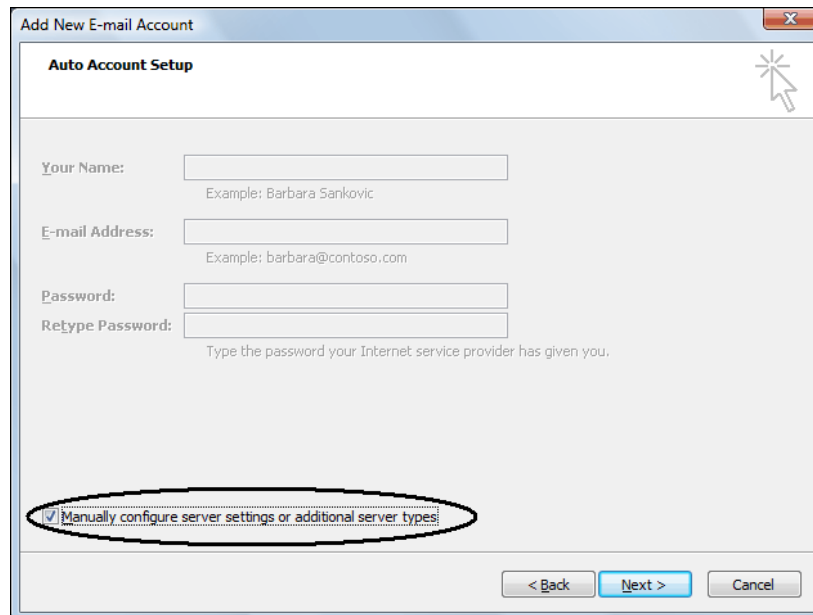 Add New E-mail Account
Auto Account Setup
Your Name:
Example: Barbara Sankovic
E-mail Address:
Example: barbara@contoso.com
Password:
Retype Password:
Type the password your Internet service provider has given you.
Manually configure server settings or additional server types
< Back Next > Cancel